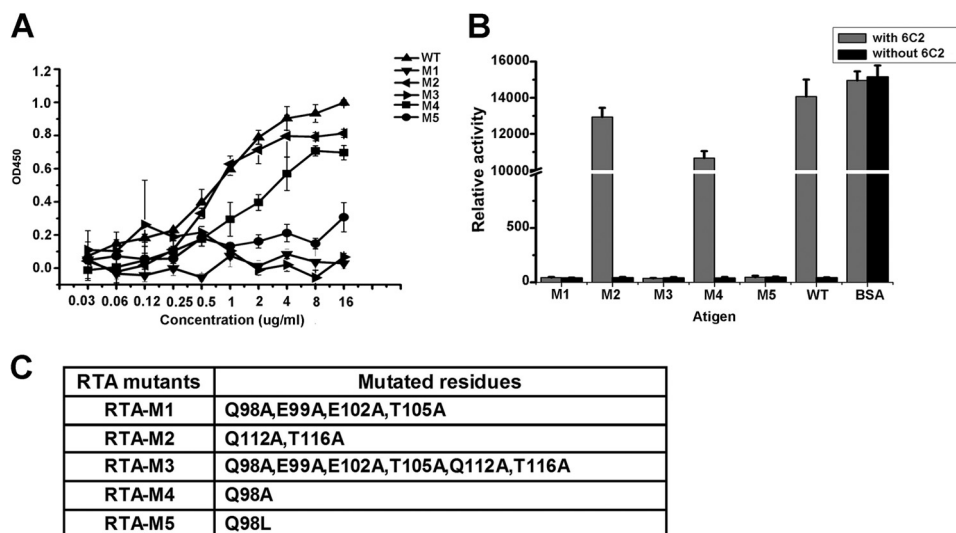 A
WT
M1
M2
M3
M4
M5
1.2
1.0
0.8
0.6
0.4
0.2
0.0
OD450
0.03 0.06 0.12 0.25 0.5 1 2 4 8 16
Concentration (ug/ml)
B
with 6C2
without 6C2
15000
14000
13000
10000
500
0
Relative activity
M1 M2 M3 M4 M5 WT BSA
Atigen
C
RTA mutants Mutated residues
RTA-M1 Q98A,E99A,E102A,T105A
RTA-M2 Q112A,T116A
RTA-M3 Q98A,E99A,E102A,T105A,Q112A,T116A
RTA-M4 Q98A
RTA-M5 Q98L